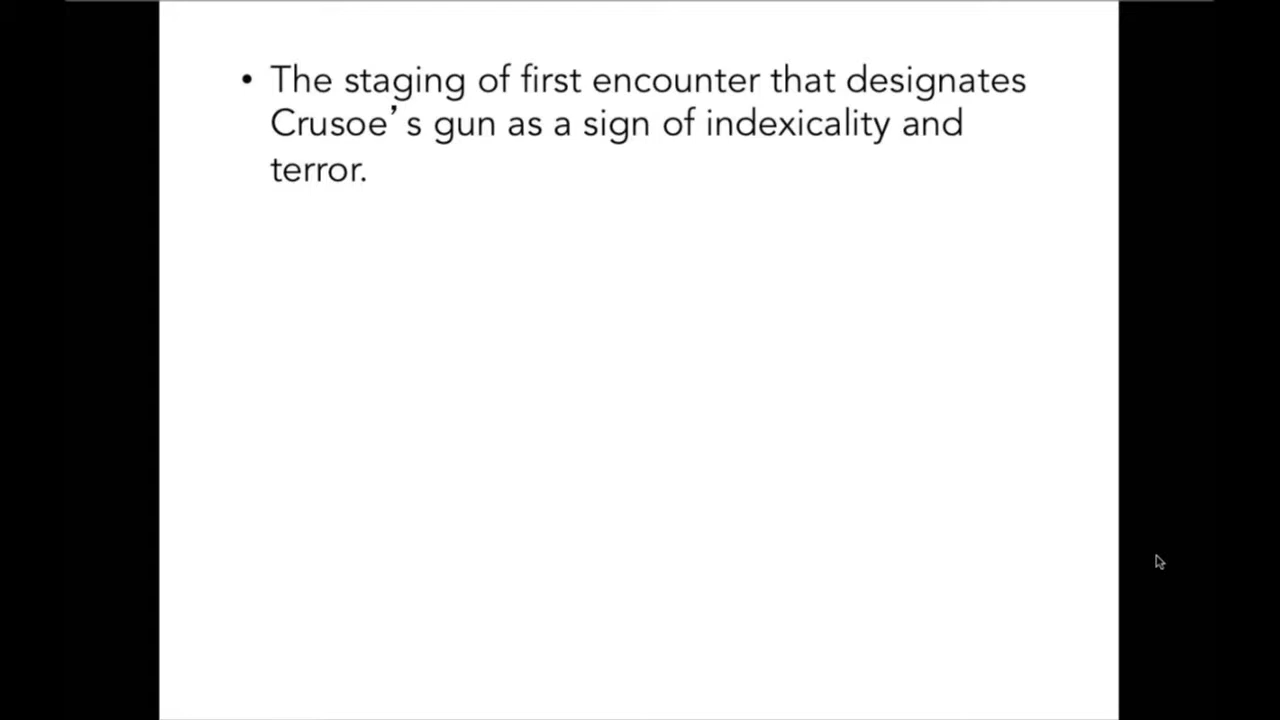 • The staging of first encounter that designates
Crusoe’s gun as a sign of indexicality and
terror.